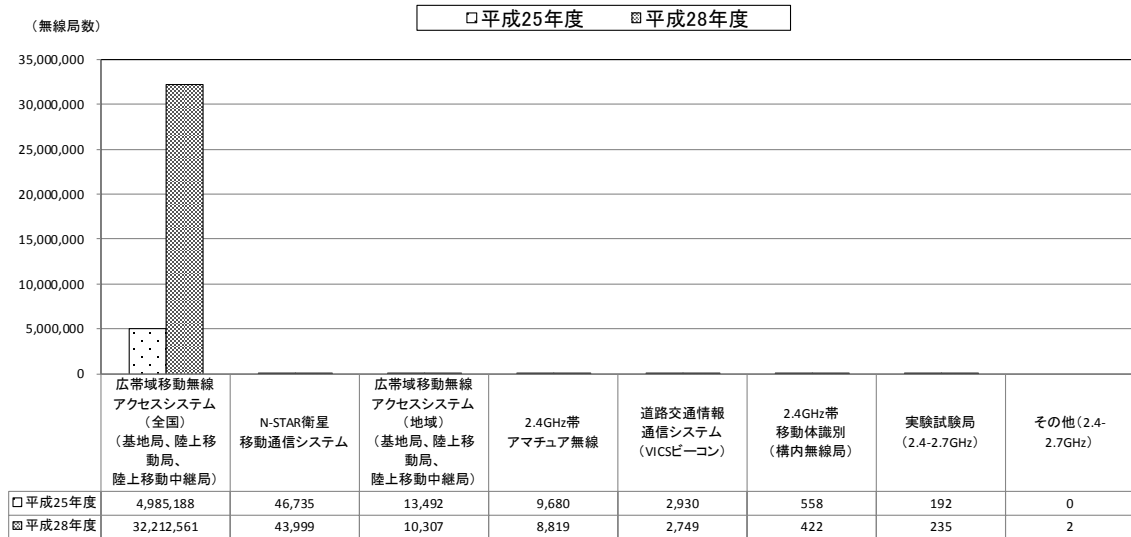 （無線局数）
平成25年度 平成28年度
35,000,000
30,000,000
25,000,000
20,000,000
15,000,000
10,000,000
5,000,000
0
広帯域移動無線
アクセスシステム
（全国）
（基地局、陸上移
動局、
陸上移動中継局）
N-STAR衛星
移動通信システム
広帯域移動無線
アクセスシステム
（地域）
（基地局、陸上移
動局、
陸上移動中継局）
2.4GHz帯
アマチュア無線
道路交通情報
通信システム
（VICSビーコン）
2.4GHz帯
移動体識別
（構内無線局）
実験試験局
（2.4-2.7GHz）
その他（2.4-
2.7GHz）
平成25年度 4,985,188 46,735 13,492 9,680 2,930 558 192 0
平成28年度 32,212,561 43,999 10,307 8,819 2,749 422 235 2